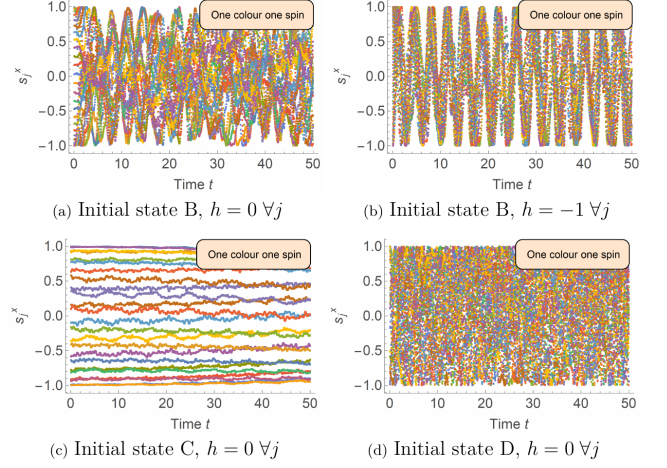 One colour one spin
1.0
0.5
0.0
−0.5
−1.0
s_j^x
0 10 20 30 40 50
Time t
(a) Initial state B, h = 0 ∀j
One colour one spin
1.0
0.5
0.0
−0.5
−1.0
s_j^x
0 10 20 30 40 50
Time t
(b) Initial state B, h = −1 ∀j
One colour one spin
1.0
0.5
0.0
−0.5
−1.0
s_j^x
0 10 20 30 40 50
Time t
(c) Initial state C, h = 0 ∀j
One colour one spin
1.0
0.5
0.0
−0.5
−1.0
s_j^x
0 10 20 30 40 50
Time t
(d) Initial state D, h = 0 ∀j